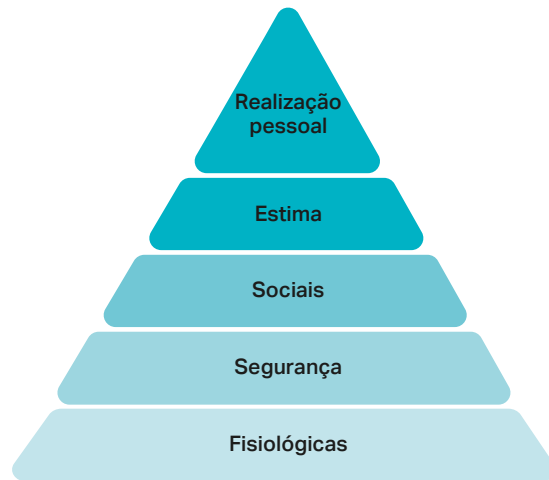 Realização
pessoal
Estima
Sociais
Segurança
Fisiológicas